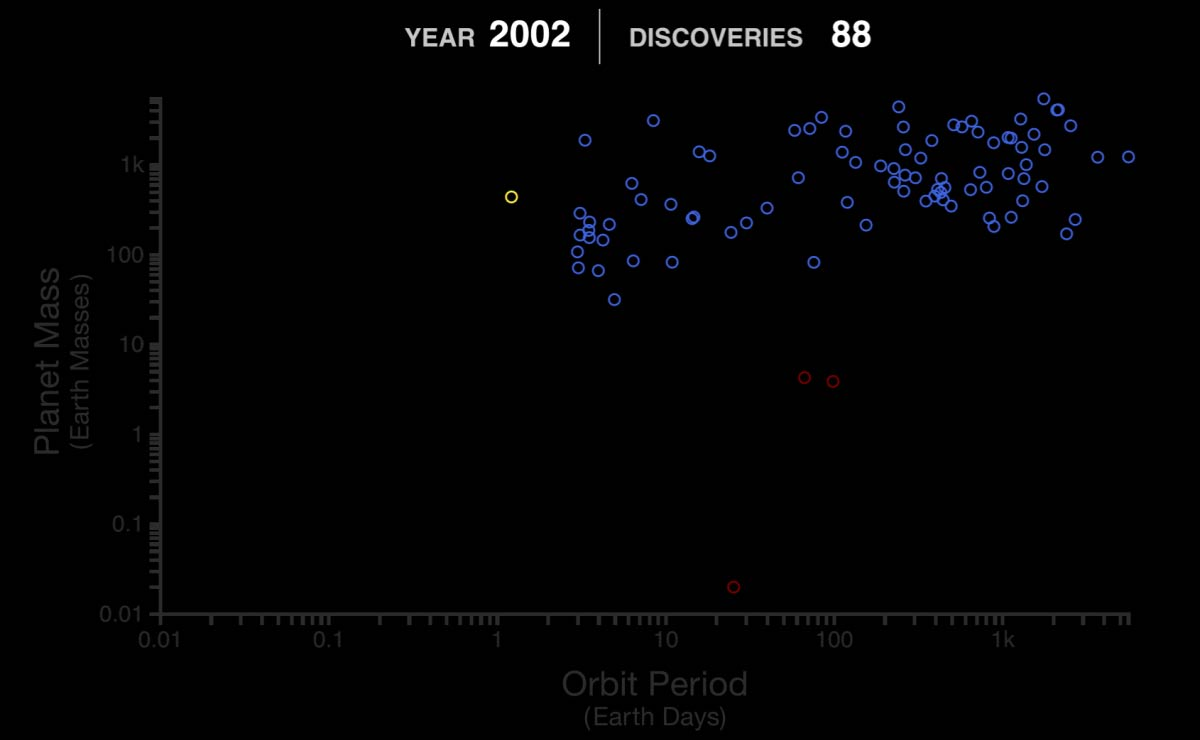 YEAR 2002 DISCOVERIES 88
1k
100
10
1
0.1
0.01
Planet Mass
(Earth Masses)
0.01 0.1 1 10 100 1k
Orbit Period
(Earth Days)